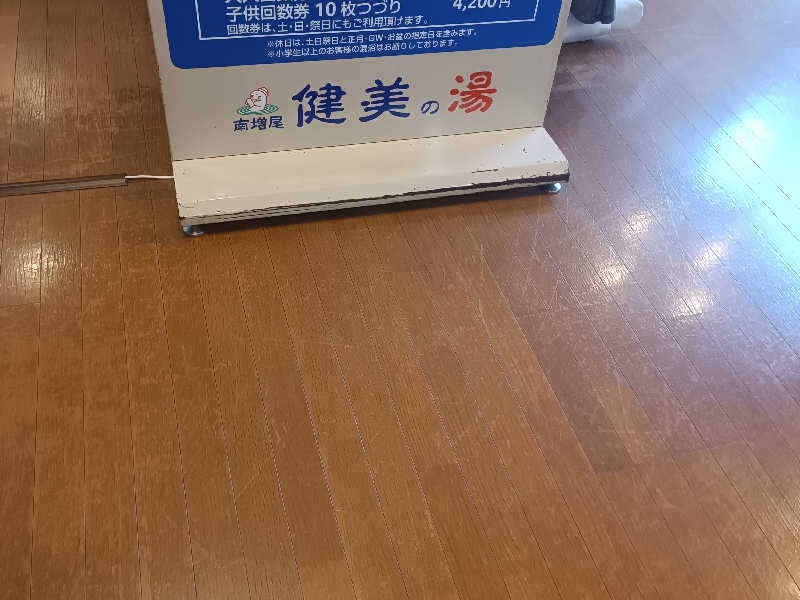 子供回数券 10枚つづり 4,200円
回数券は、土・日・祭日にもご利用頂けます。
※休日は、土日祭日と正月・GW・お盆の指定日を含みます。
※小学生以上のお客様の混浴はお断りしております。
南増尾 健美の湯